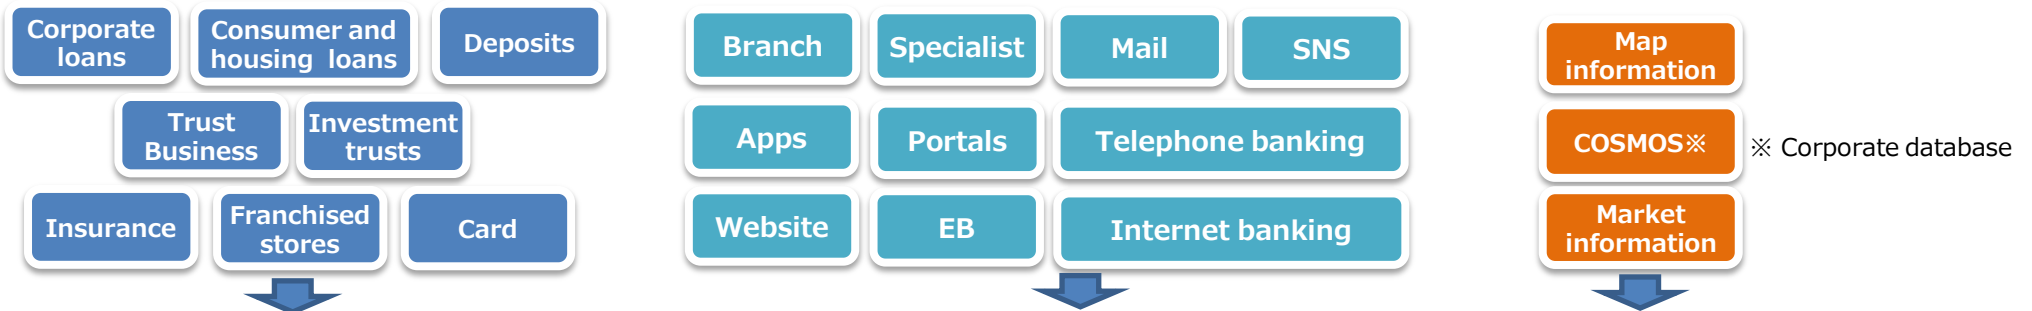 Corporate
loans
Consumer and
housing loans
Deposits
Trust
Business
Investment
trusts
Insurance
Franchised
stores
Card
Branch
Specialist
Mail
SNS
Apps
Portals
Telephone banking
Website
EB
Internet banking
Map
information
COSMOS※
※ Corporate database
Market
information